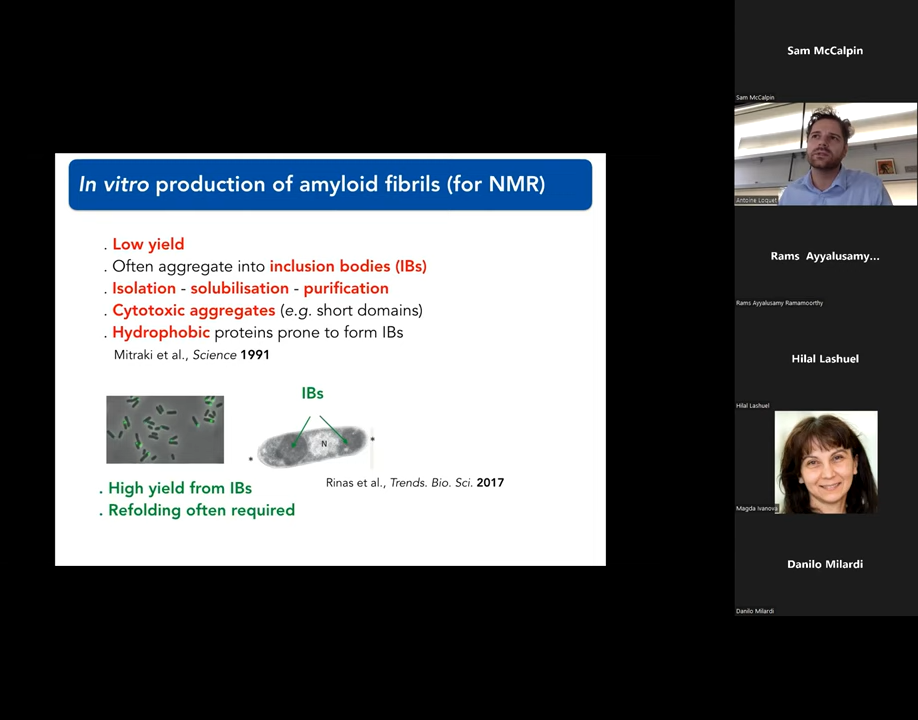 In vitro production of amyloid fibrils (for NMR)
. Low yield
. Often aggregate into inclusion bodies (IBs)
. Isolation - solubilisation - purification
. Cytotoxic aggregates (e.g. short domains)
. Hydrophobic proteins prone to form IBs
Mitraki et al., Science 1991
IBs
N
*
*
Rinas et al., Trends. Bio. Sci. 2017
. High yield from IBs
. Refolding often required
Sam McCalpin
Sam McCalpin
Antoine Loquet
Rams Ayyalusamy...
Rams Ayyalusamy Ramamoorthy
Hilal Lashuel
Hilal Lashuel
Magda Ivanova
Danilo Milardi
Danilo Milardi